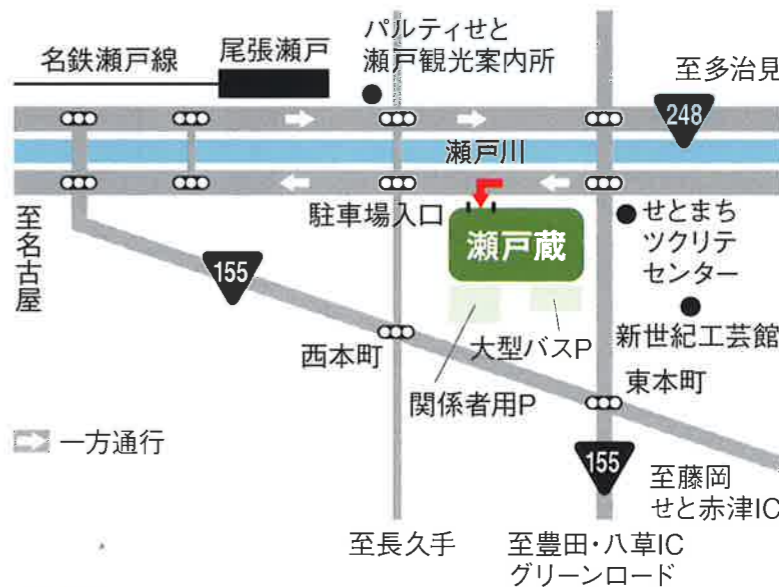 名鉄瀬戸線
尾張瀬戸
パルティせと
瀬戸観光案内所
至多治見
248
瀬戸川
駐車場入口
瀬戸蔵
せとまち
ツクリテ
センター
至名古屋
155
新世紀工芸館
西本町
大型バスP
関係者用P
東本町
一方通行
155
至藤岡
せと赤津IC
至長久手
至豊田・八草IC
グリーンロード